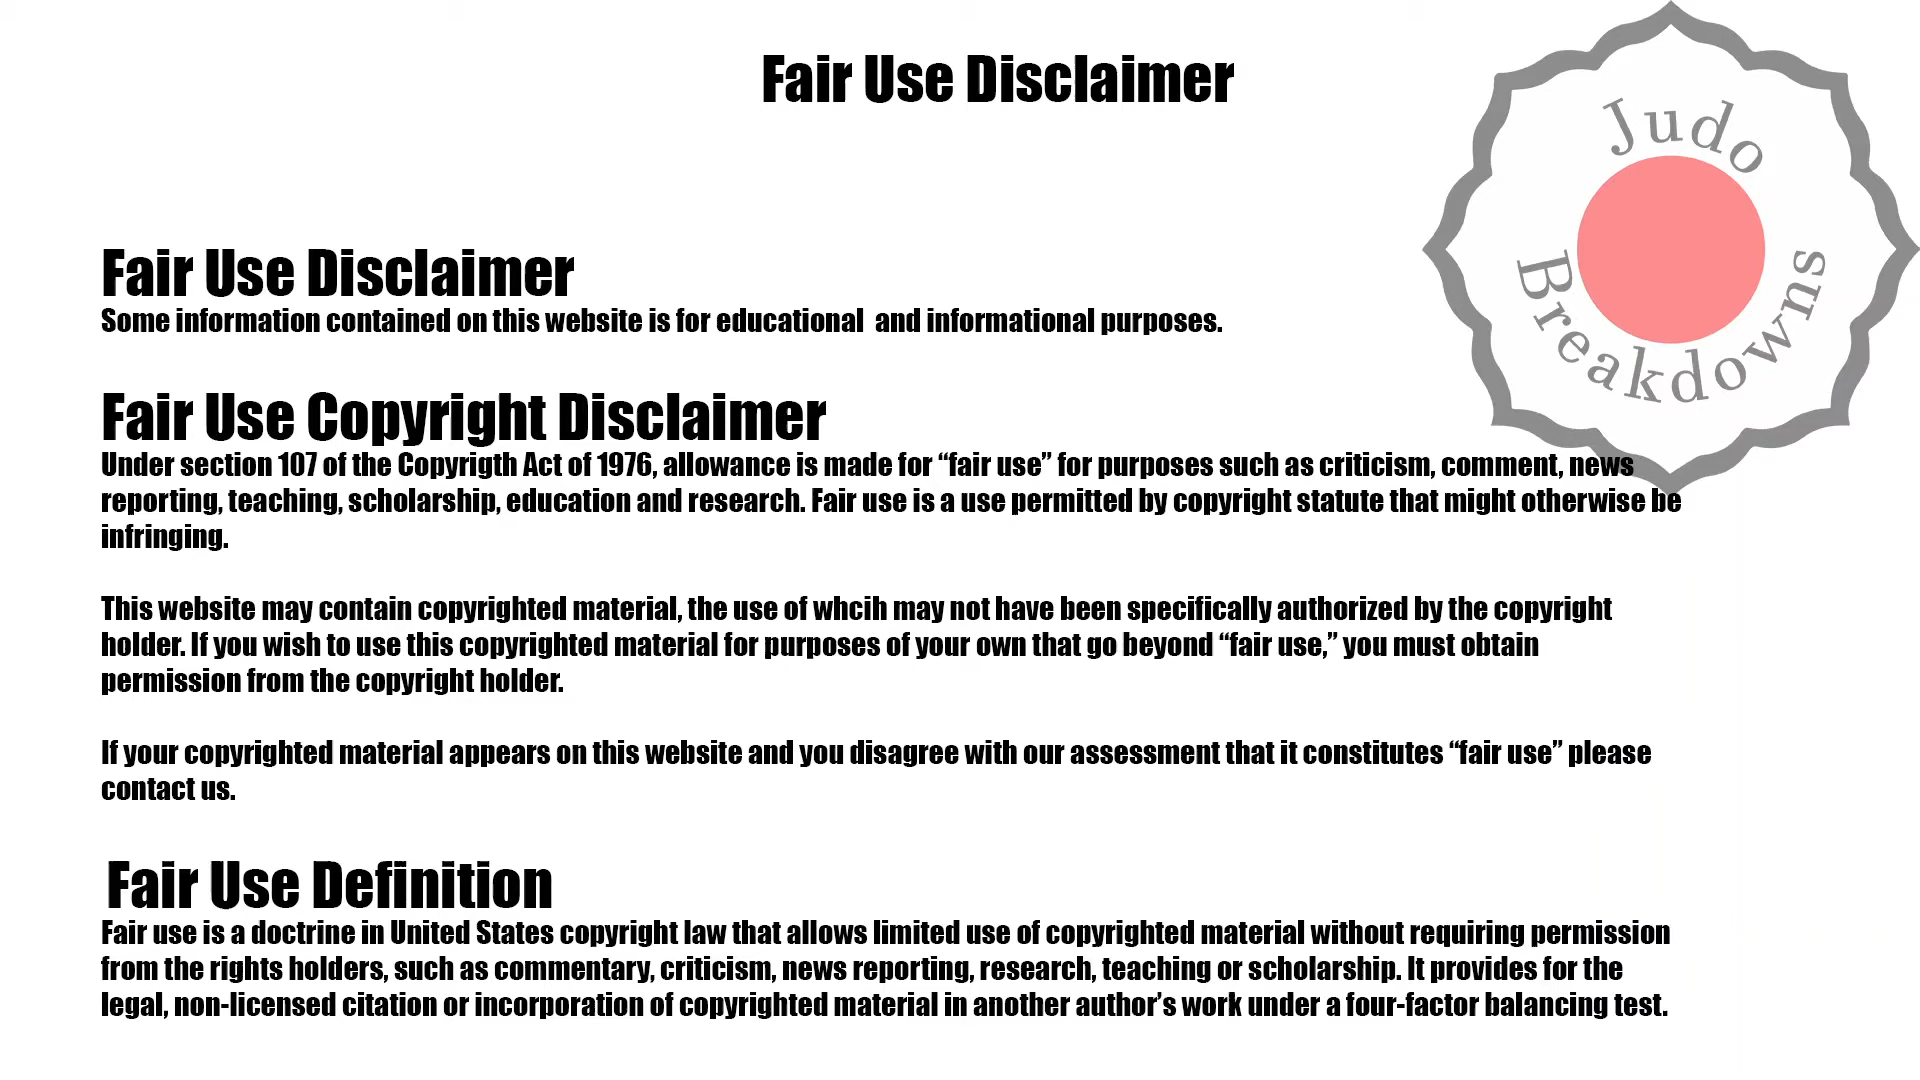 Fair Use Disclaimer
Judo
Breakdowns
Fair Use Disclaimer
Some information contained on this website is for educational  and informational purposes.
Fair Use Copyright Disclaimer
Under section 107 of the Copyrigth Act of 1976, allowance is made for “fair use” for purposes such as criticism, comment, news
reporting, teaching, scholarship, education and research. Fair use is a use permitted by copyright statute that might otherwise be
infringing.
This website may contain copyrighted material, the use of whcih may not have been specifically authorized by the copyright
holder. If you wish to use this copyrighted material for purposes of your own that go beyond “fair use,” you must obtain
permission from the copyright holder.
If your copyrighted material appears on this website and you disagree with our assessment that it constitutes “fair use” please
contact us.
Fair Use Definition
Fair use is a doctrine in United States copyright law that allows limited use of copyrighted material without requiring permission
from the rights holders, such as commentary, criticism, news reporting, research, teaching or scholarship. It provides for the
legal, non-licensed citation or incorporation of copyrighted material in another author’s work under a four-factor balancing test.